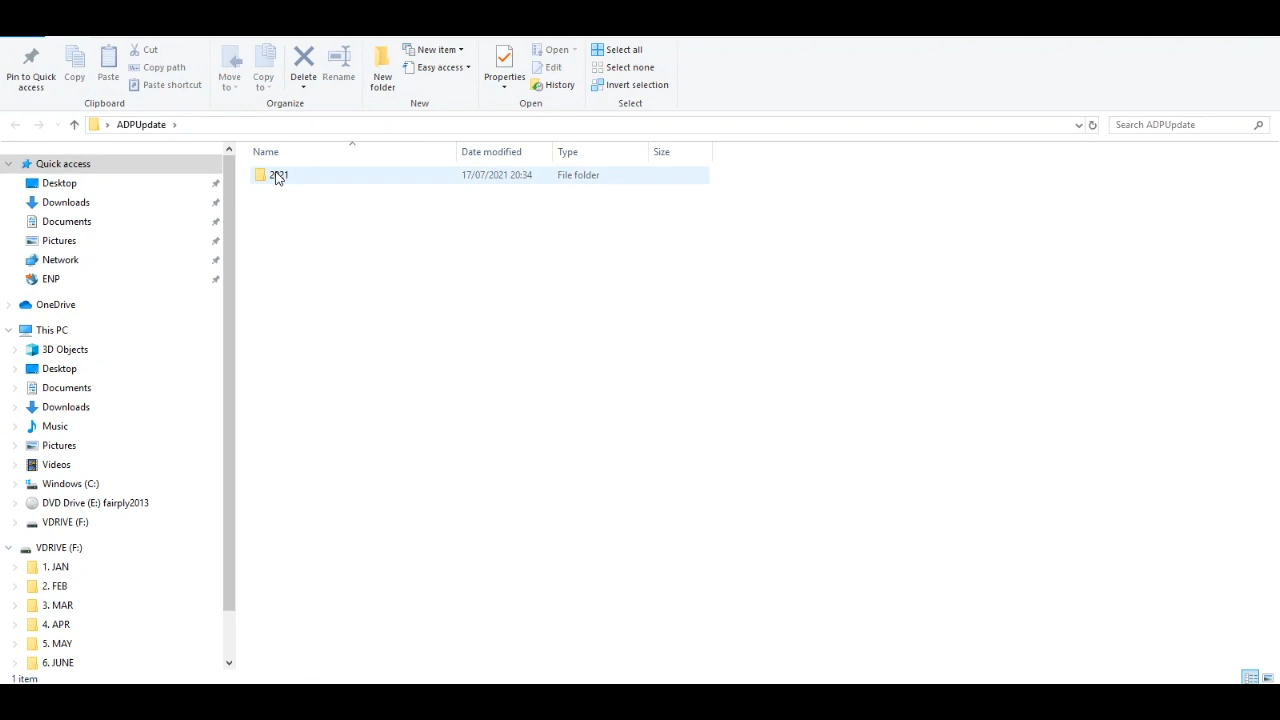 Pin to Quick access
Copy
Paste
Cut
Copy path
Paste shortcut
Clipboard
Move to
Copy to
Delete
Rename
Organize
New folder
New item
Easy access
New
Properties
Open
Edit
History
Open
Select all
Select none
Invert selection
Select
ADPUpdate
Search ADPUpdate
Name
Date modified
Type
Size
2021
17/07/2021 20:34
File folder
Quick access
Desktop
Downloads
Documents
Pictures
Network
ENP
OneDrive
This PC
3D Objects
Desktop
Documents
Downloads
Music
Pictures
Videos
Windows (C:)
DVD Drive (E:) fairply2013
VDRIVE (F:)
VDRIVE (F:)
1. JAN
2. FEB
3. MAR
4. APR
5. MAY
6. JUNE
1 item